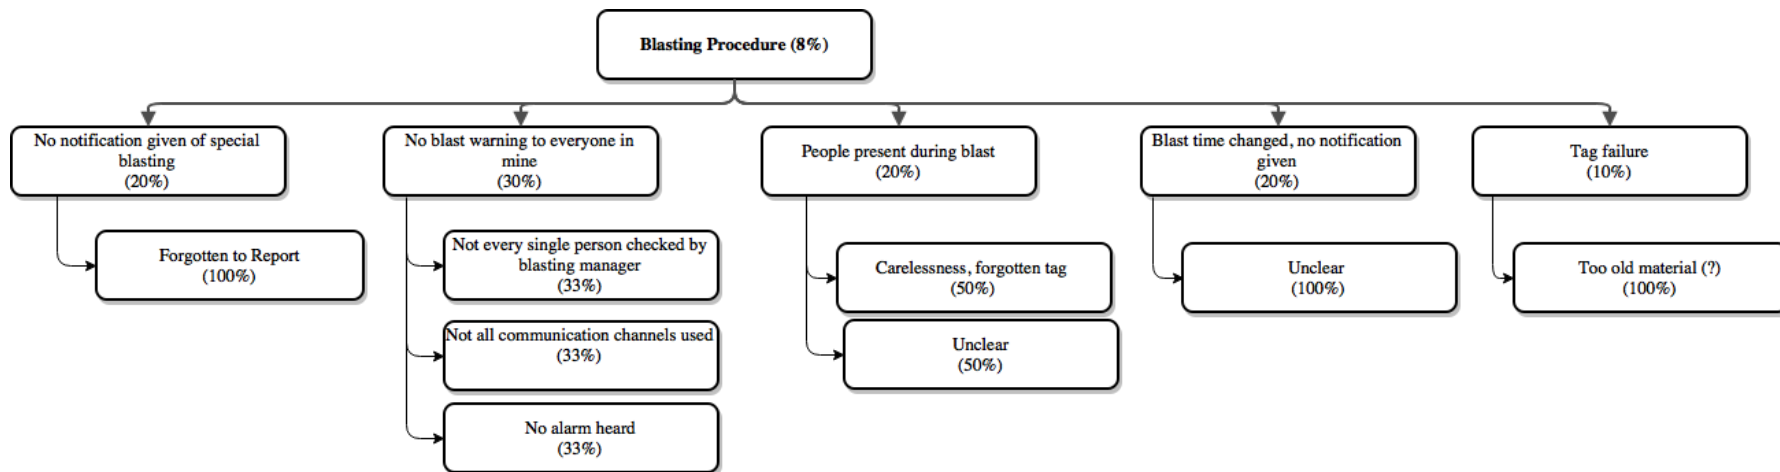 Blasting Procedure (8%)
No notification given of special
blasting
(20%)
No blast warning to everyone in
mine
(30%)
People present during blast
(20%)
Blast time changed, no notification
given
(20%)
Tag failure
(10%)
Forgotten to Report
(100%)
Not every single person checked by
blasting manager
(33%)
Not all communication channels used
(33%)
No alarm heard
(33%)
Carelessness, forgotten tag
(50%)
Unclear
(50%)
Unclear
(100%)
Too old material (?)
(100%)